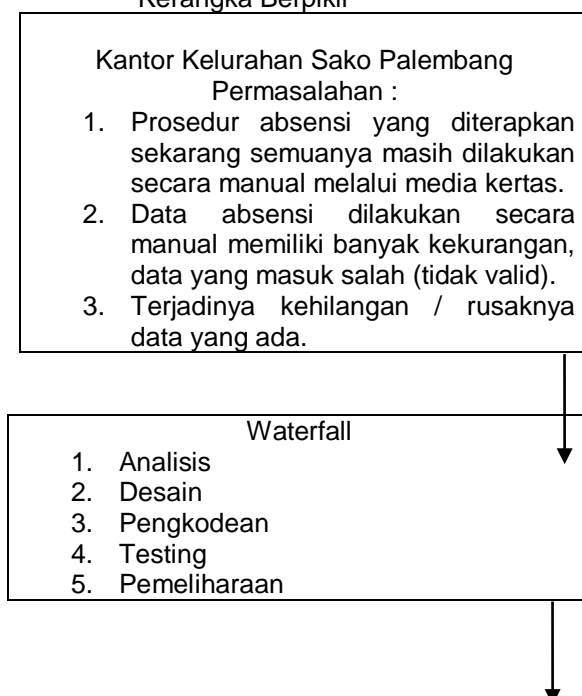 Kerangka Berpikir
Kantor Kelurahan Sako Palembang
Permasalahan :
1. Prosedur absensi yang diterapkan
sekarang semuanya masih dilakukan
secara manual melalui media kertas.
2. Data absensi dilakukan secara
manual memiliki banyak kekurangan,
data yang masuk salah (tidak valid).
3. Terjadinya kehilangan / rusaknya
data yang ada.
Waterfall
1. Analisis
2. Desain
3. Pengkodean
4. Testing
5. Pemeliharaan